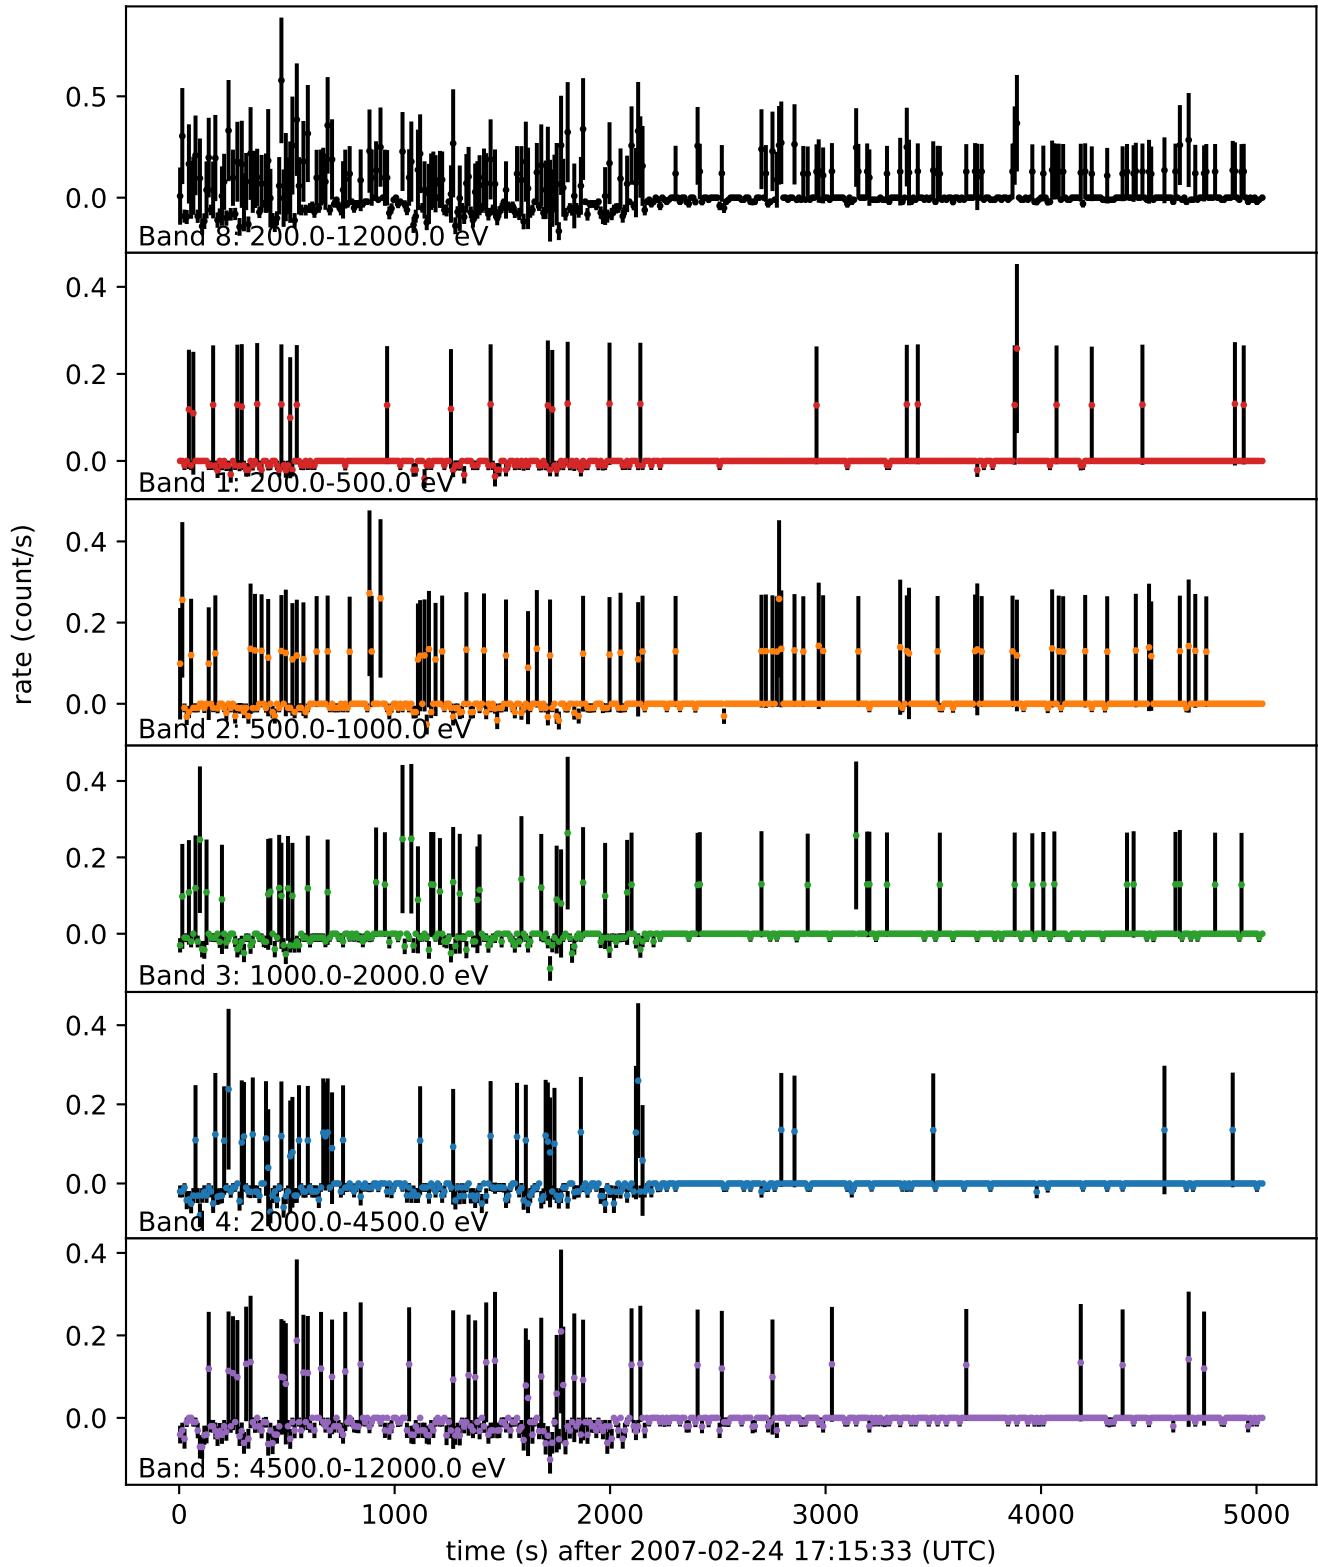 0.5
0.0
Band 8: 200.0-12000.0 eV
0.4
0.2
0.0
Band 1: 200.0-500.0 eV
rate (count/s)
0.4
0.2
0.0
Band 2: 500.0-1000.0 eV
0.4
0.2
0.0
Band 3: 1000.0-2000.0 eV
0.4
0.2
0.0
Band 4: 2000.0-4500.0 eV
0.4
0.2
0.0
Band 5: 4500.0-12000.0 eV
0 1000 2000 3000 4000 5000
time (s) after 2007-02-24 17:15:33 (UTC)